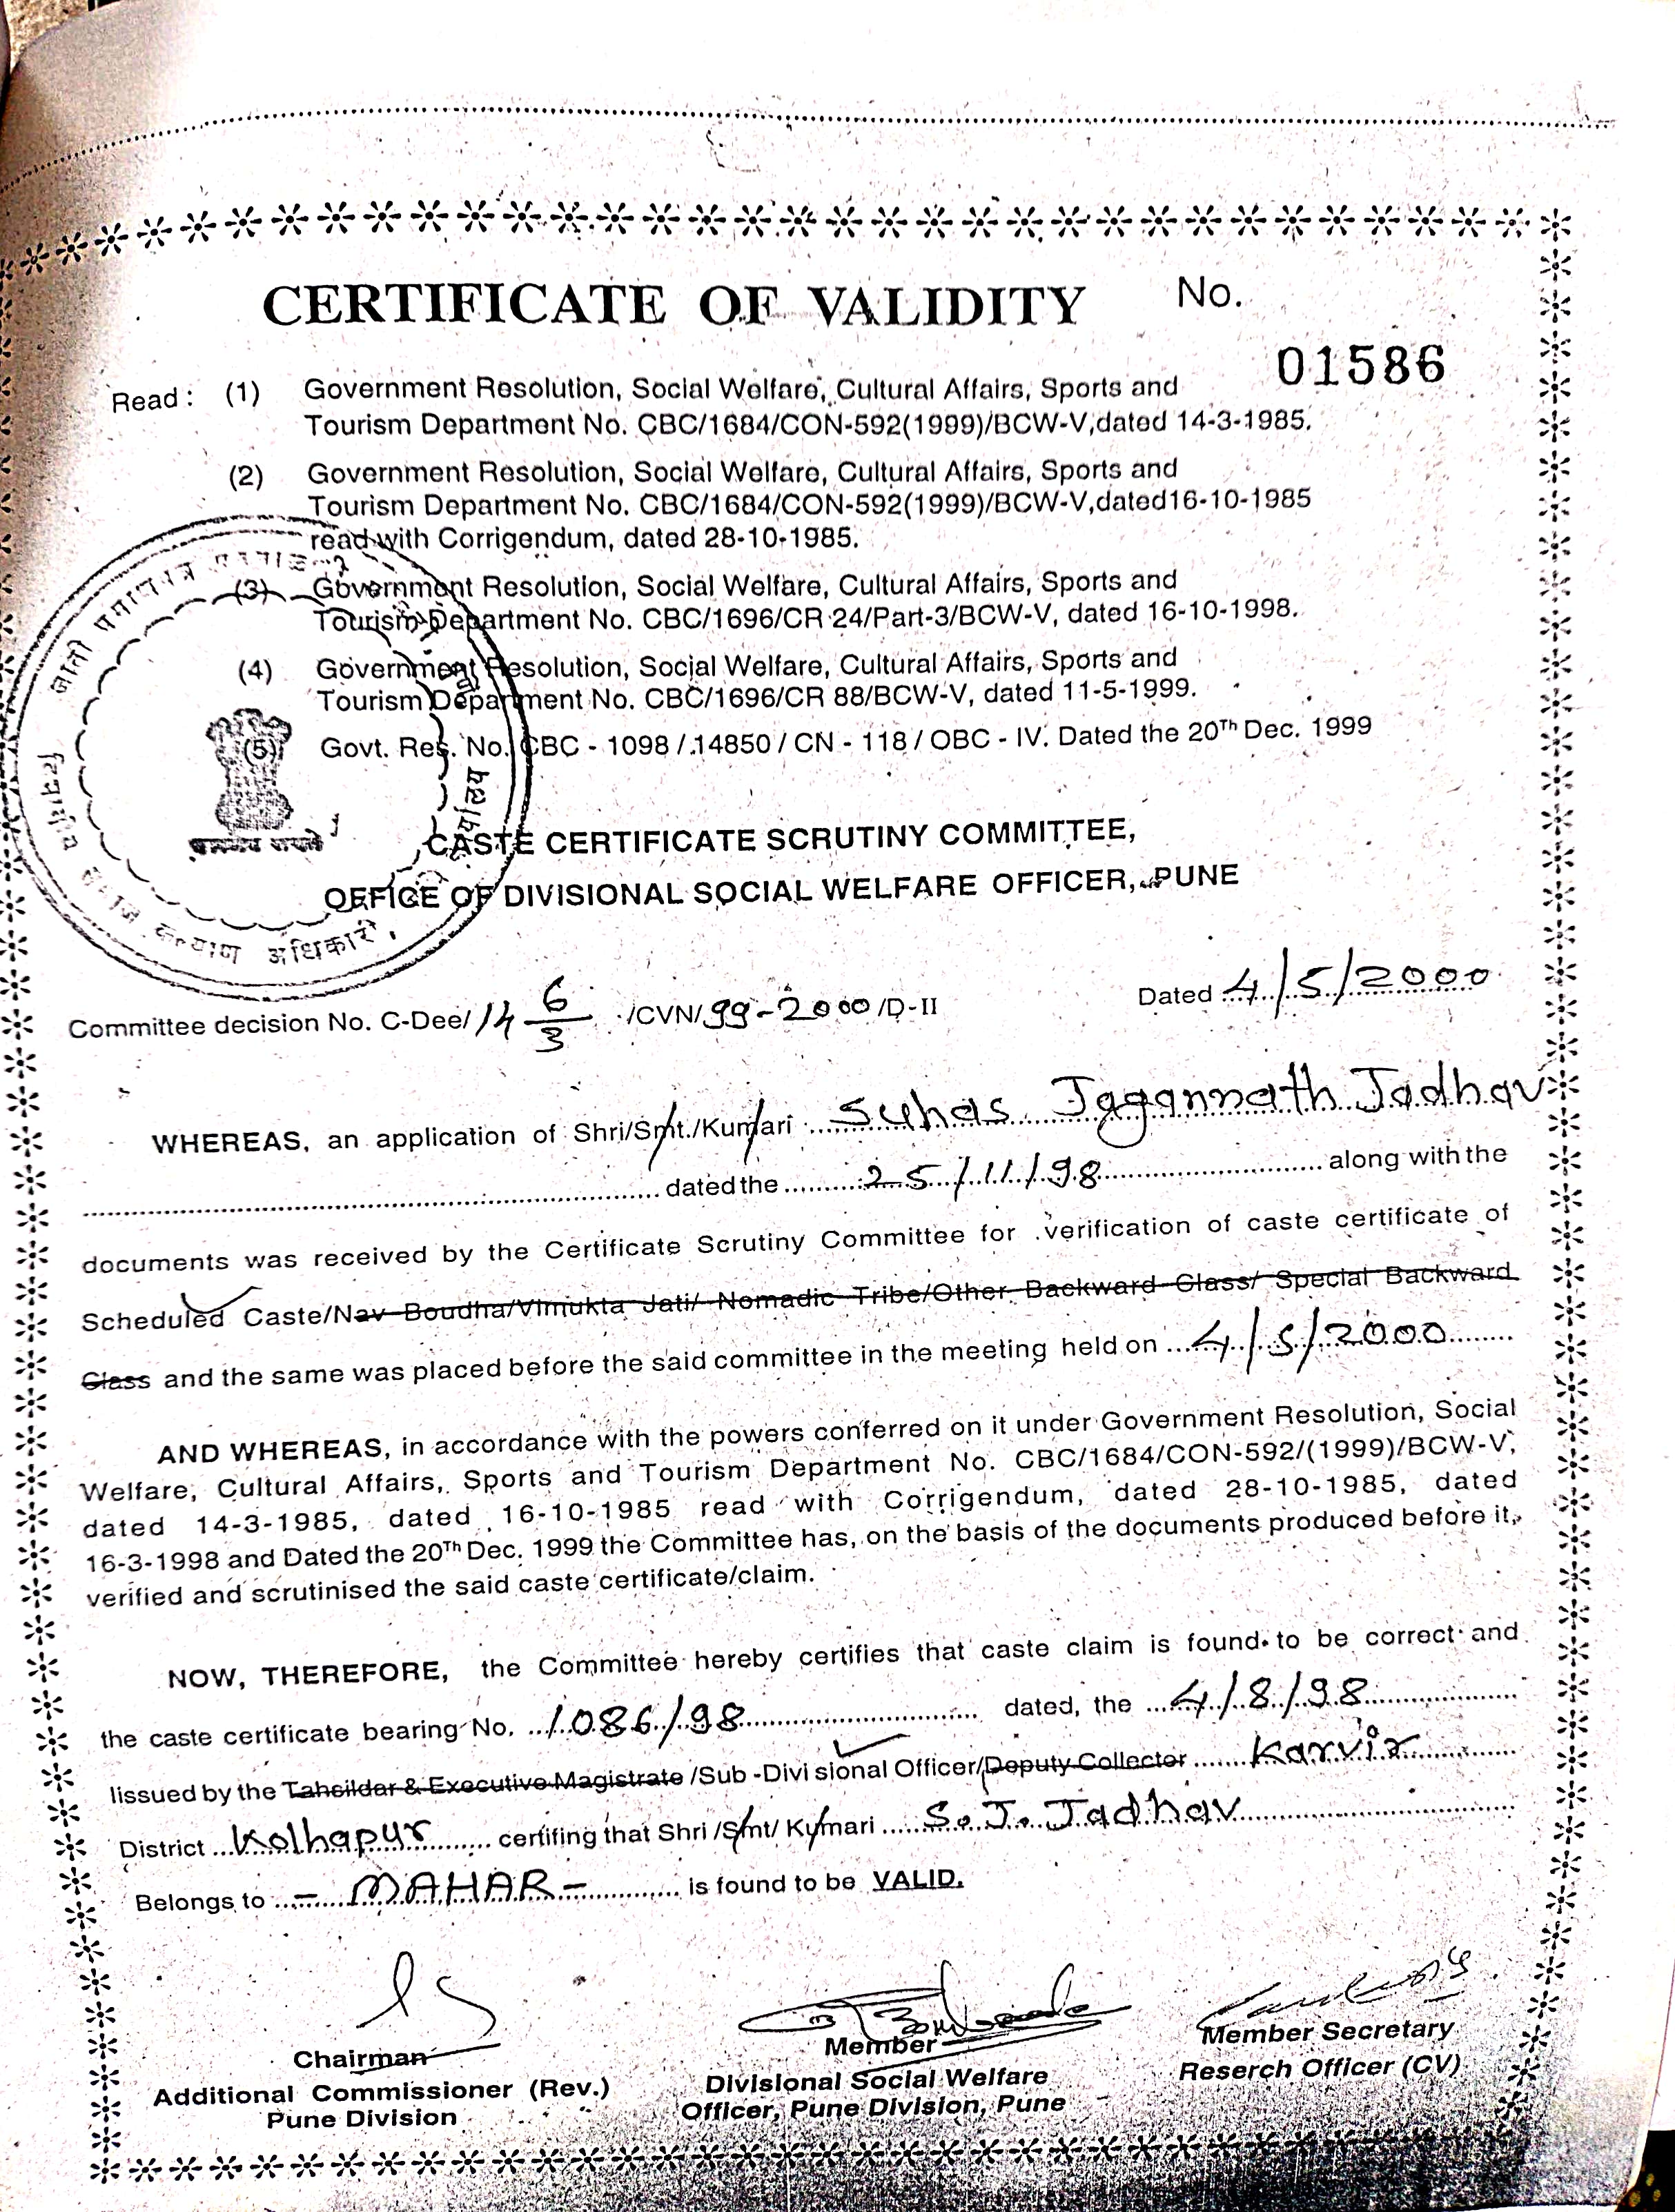 CERTIFICATE OF VALIDITY No.
01586
Read : (1) Government Resolution, Social Welfare, Cultural Affairs, Sports and
Tourism Department No. CBC/1684/CON-592(1999)/BCW-V,dated 14-3-1985.
(2) Government Resolution, Social Welfare, Cultural Affairs, Sports and
Tourism Department No. CBC/1684/CON-592(1999)/BCW-V,dated16-10-1985
read with Corrigendum, dated 28-10-1985.
(3) Government Resolution, Social Welfare, Cultural Affairs, Sports and
Tourism Department No. CBC/1696/CR 24/Part-3/BCW-V, dated 16-10-1998.
(4) Government Resolution, Social Welfare, Cultural Affairs, Sports and
Tourism Department No. CBC/1696/CR 88/BCW-V, dated 11-5-1999.
(5) Govt. Res. No. CBC - 1098 / 14850 / CN - 118 / OBC - IV. Dated the 20Th Dec. 1999
जाती
अधिकारी,
CASTE CERTIFICATE SCRUTINY COMMITTEE,
OFFICE OF DIVISIONAL SOCIAL WELFARE OFFICER, PUNE
Dated 4/5/2000
Committee decision No. C-Dee/ 14 6/3 /CVN/ 99-2000 /D-II
WHEREAS, an application of Shri/Smt./Kumari Suhas Jagannath Jadhav
dated the 25/11/98 along with the
documents was received by the Certificate Scrutiny Committee for verification of caste certificate of
Scheduled Caste/Nav Boudha/Vimukta Jati/ Nomadic Tribe/Other Backward Class/ Special Backward
Class and the same was placed before the said committee in the meeting held on 4/5/2000
AND WHEREAS, in accordance with the powers conferred on it under Government Resolution, Social
Welfare, Cultural Affairs, Sports and Tourism Department No. CBC/1684/CON-592/(1999)/BCW-V,
dated 14-3-1985, dated 16-10-1985 read with Corrigendum, dated 28-10-1985, dated
16-3-1998 and Dated the 20Th Dec. 1999 the Committee has, on the basis of the documents produced before it,
verified and scrutinised the said caste certificate/claim.
NOW, THEREFORE, the Committee hereby certifies that caste claim is found to be correct and
the caste certificate bearing No. 1086/98 dated, the 4/8/98
Iissued by the Tahsildar & Executive Magistrate /Sub -Divi sional Officer/Deputy Collector Karvir
District Kolhapur certifing that Shri /Smt/ Kumari S. J. Jadhav
Belongs to - MAHAR - is found to be VALID.
Chairman
Additional Commissioner (Rev.)
Pune Division
Member
Divisional Social Welfare
Officer, Pune Division, Pune
Member Secretary
Reserch Officer (CV)